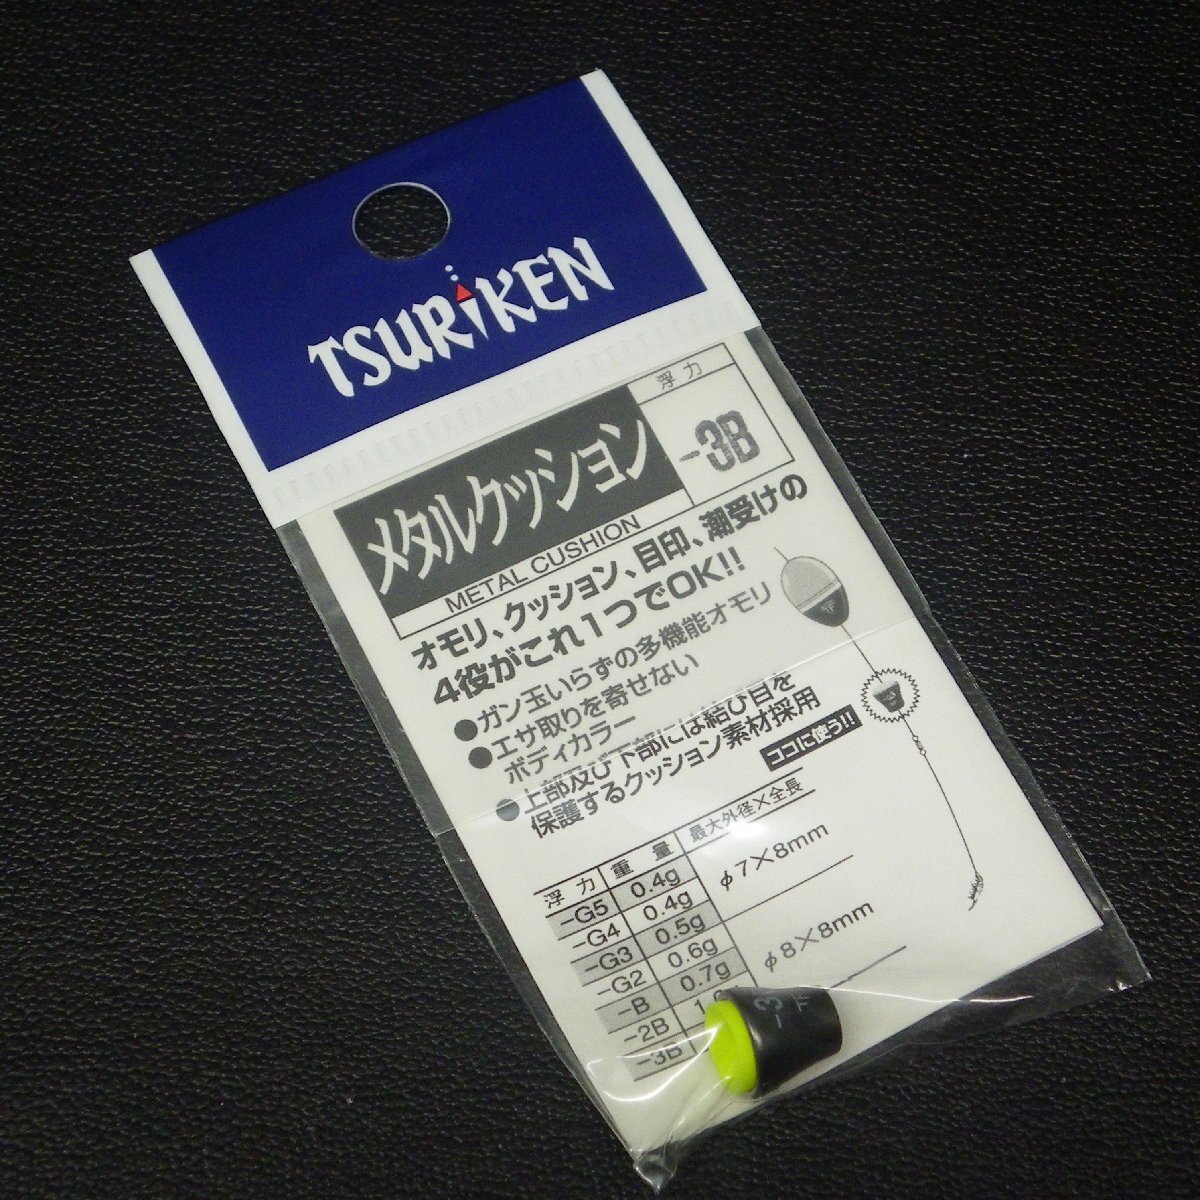 TSURiKEN
メタルクッション
METAL CUSHION
浮力
-3B
オモリ、クッション、目印、潮受けの
4役がこれ1つでOK!!
●ガン玉いらずの多機能オモリ
●エサ取りを寄せない
ボディカラー
●上部及び下部には結び目を
保護するクッション素材採用
ココに使う!!
浮力 重量 最大外径×全長
-G5 0.4g φ7×8mm
-G4 0.4g
-G3 0.5g
-G2 0.6g φ8×8mm
-B 0.7g
-2B
-3B
-3